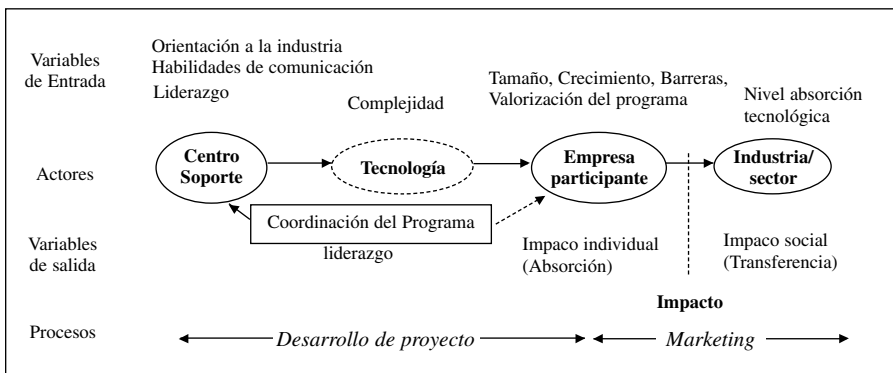 Variables
de Entrada
Orientación a la industria
Habilidades de comunicación
Liderazgo
Complejidad
Tamaño, Crecimiento, Barreras,
Valorización del programa
Nivel absorción
tecnológica
Actores
Centro
Soporte
Tecnología
Empresa
participante
Industria/
sector
Coordinación del Programa
liderazgo
Variables
de salida
Impaco individual
(Absorción)
Impaco social
(Transferencia)
Impacto
Procesos
Desarrollo de proyecto
Marketing